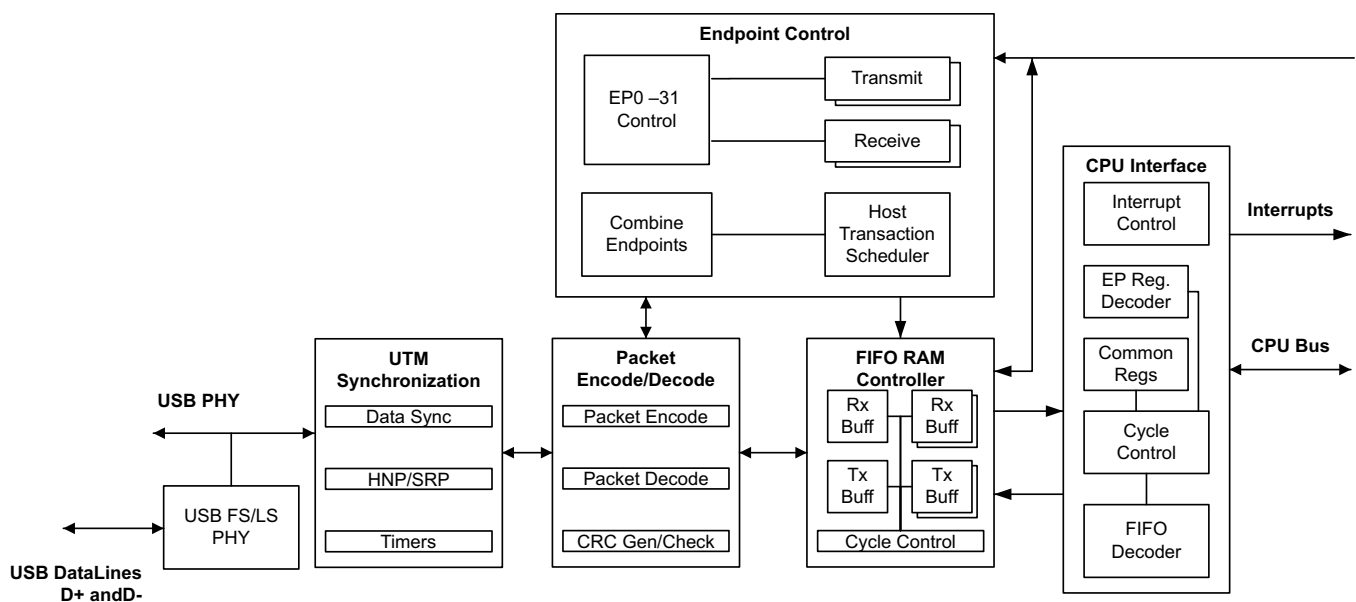 Endpoint Control
EP0 –31
Control
Transmit
Receive
Combine
Endpoints
Host
Transaction
Scheduler
CPU Interface
Interrupt
Control
Interrupts
EP Reg.
Decoder
Common
Regs
CPU Bus
Cycle
Control
FIFO
Decoder
UTM
Synchronization
Data Sync
HNP/SRP
Timers
Packet
Encode/Decode
Packet Encode
Packet Decode
CRC Gen/Check
FIFO RAM
Controller
Rx
Buff
Rx
Buff
Tx
Buff
Tx
Buff
Cycle Control
USB PHY
USB FS/LS
PHY
USB DataLines
D+ andD-